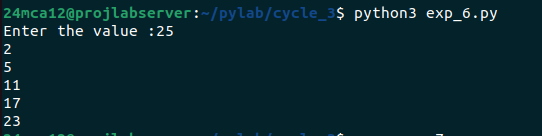 24mca12@projlabserver:~/pylab/cycle_3$ python3 exp_6.py
Enter the value :25
2
5
11
17
23